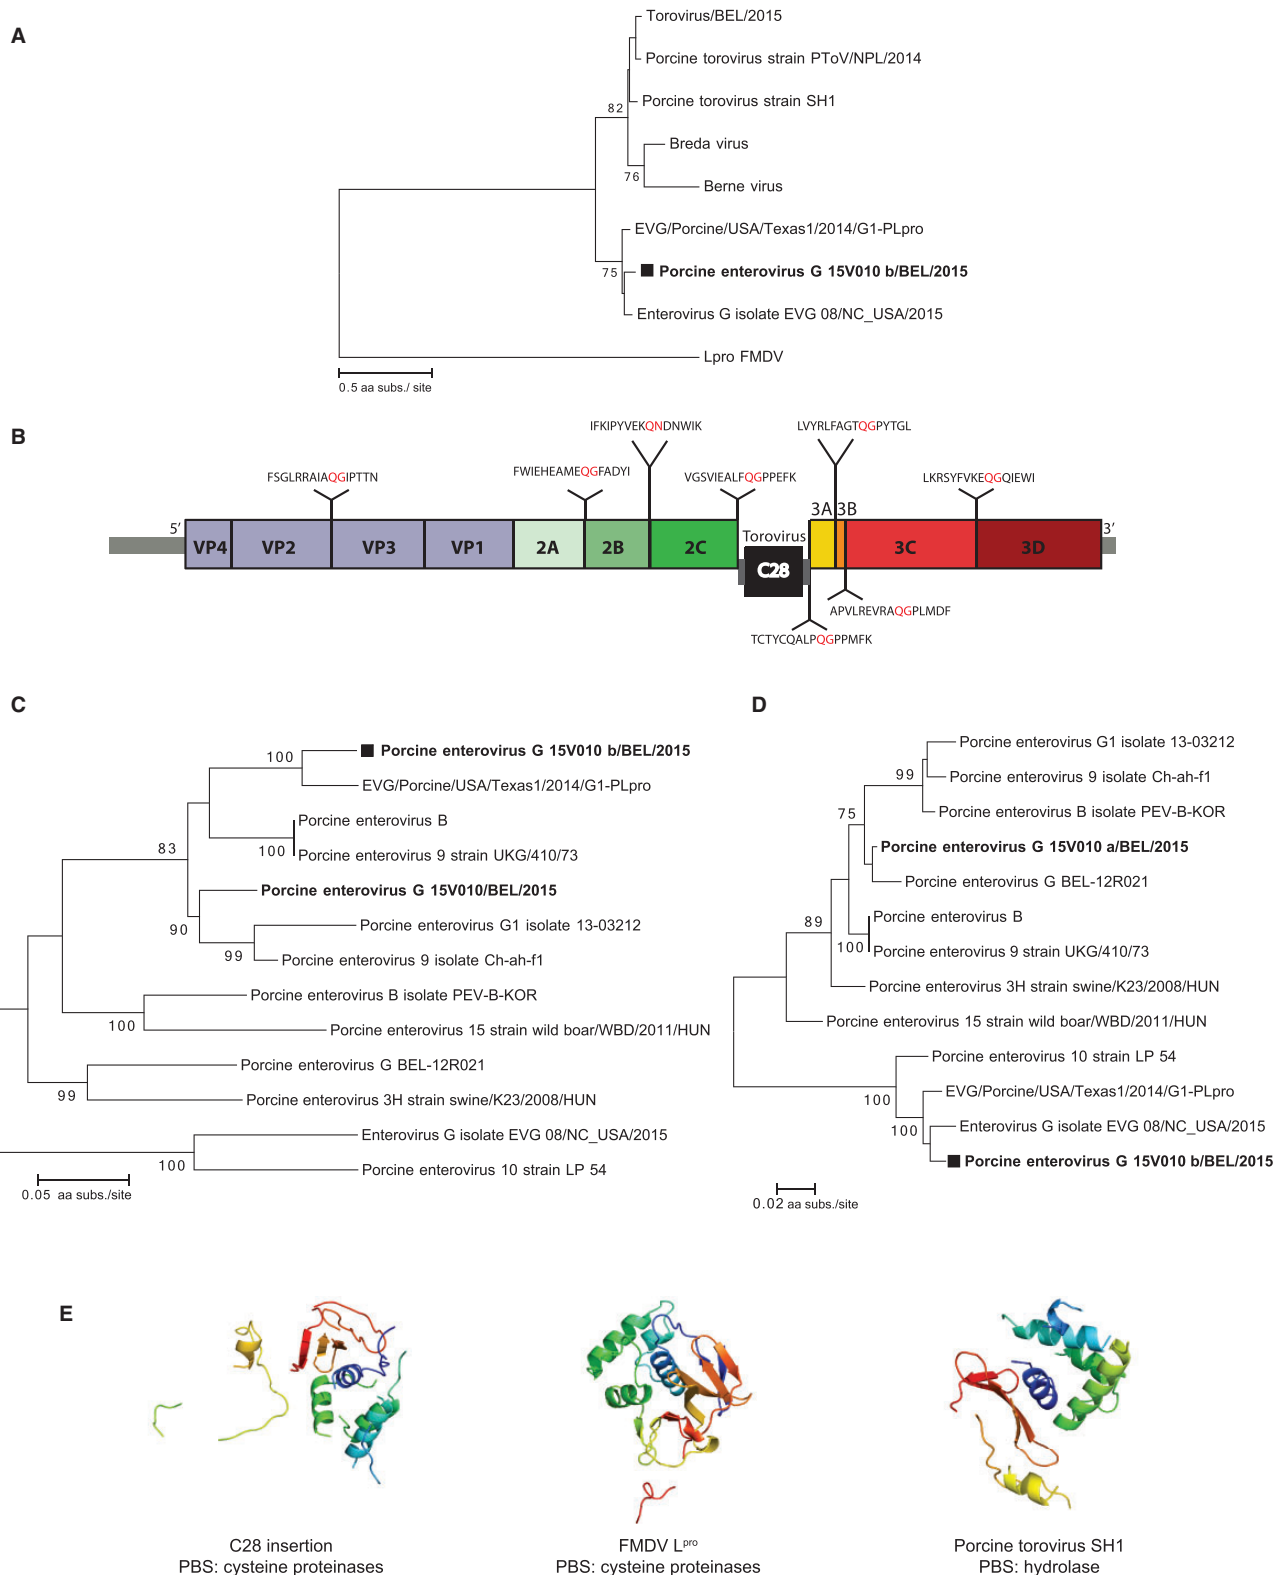 A
Torovirus/BEL/2015
Porcine torovirus strain PToV/NPL/2014
Porcine torovirus strain SH1
82
Breda virus
76
Berne virus
EVG/Porcine/USA/Texas1/2014/G1-PLpro
75
Porcine enterovirus G 15V010 b/BEL/2015
Enterovirus G isolate EVG 08/NC_USA/2015
Lpro FMDV
0.5 aa subs./ site
B
IFKIPYVEKQNDNWIK
LVYRLFAGTQGPYTGL
FSGLRRAIAQGIPTTN
FWIEHEAMEQGFADYI
VGSVIEALFQGPPEFK
LKRSYFVKEQGQIEWI
5′
VP4
VP2
VP3
VP1
2A
2B
2C
Torovirus
C28
3A
3B
3C
3D
3′
APVLREVRAQGPLMDF
TCTYCQALPQGPPMFK
C
100
Porcine enterovirus G 15V010 b/BEL/2015
EVG/Porcine/USA/Texas1/2014/G1-PLpro
Porcine enterovirus B
83
100
Porcine enterovirus 9 strain UKG/410/73
Porcine enterovirus G 15V010/BEL/2015
90
Porcine enterovirus G1 isolate 13-03212
99
Porcine enterovirus 9 isolate Ch-ah-f1
Porcine enterovirus B isolate PEV-B-KOR
100
Porcine enterovirus 15 strain wild boar/WBD/2011/HUN
Porcine enterovirus G BEL-12R021
99
Porcine enterovirus 3H strain swine/K23/2008/HUN
Enterovirus G isolate EVG 08/NC_USA/2015
100
Porcine enterovirus 10 strain LP 54
0.05 aa subs./site
D
Porcine enterovirus G1 isolate 13-03212
99
Porcine enterovirus 9 isolate Ch-ah-f1
75
Porcine enterovirus B isolate PEV-B-KOR
Porcine enterovirus G 15V010 a/BEL/2015
Porcine enterovirus G BEL-12R021
89
Porcine enterovirus B
100
Porcine enterovirus 9 strain UKG/410/73
Porcine enterovirus 3H strain swine/K23/2008/HUN
Porcine enterovirus 15 strain wild boar/WBD/2011/HUN
Porcine enterovirus 10 strain LP 54
100
EVG/Porcine/USA/Texas1/2014/G1-PLpro
100
Enterovirus G isolate EVG 08/NC_USA/2015
Porcine enterovirus G 15V010 b/BEL/2015
0.02 aa subs./site
E
C28 insertion
PBS: cysteine proteinases
FMDV Lpro
PBS: cysteine proteinases
Porcine torovirus SH1
PBS: hydrolase